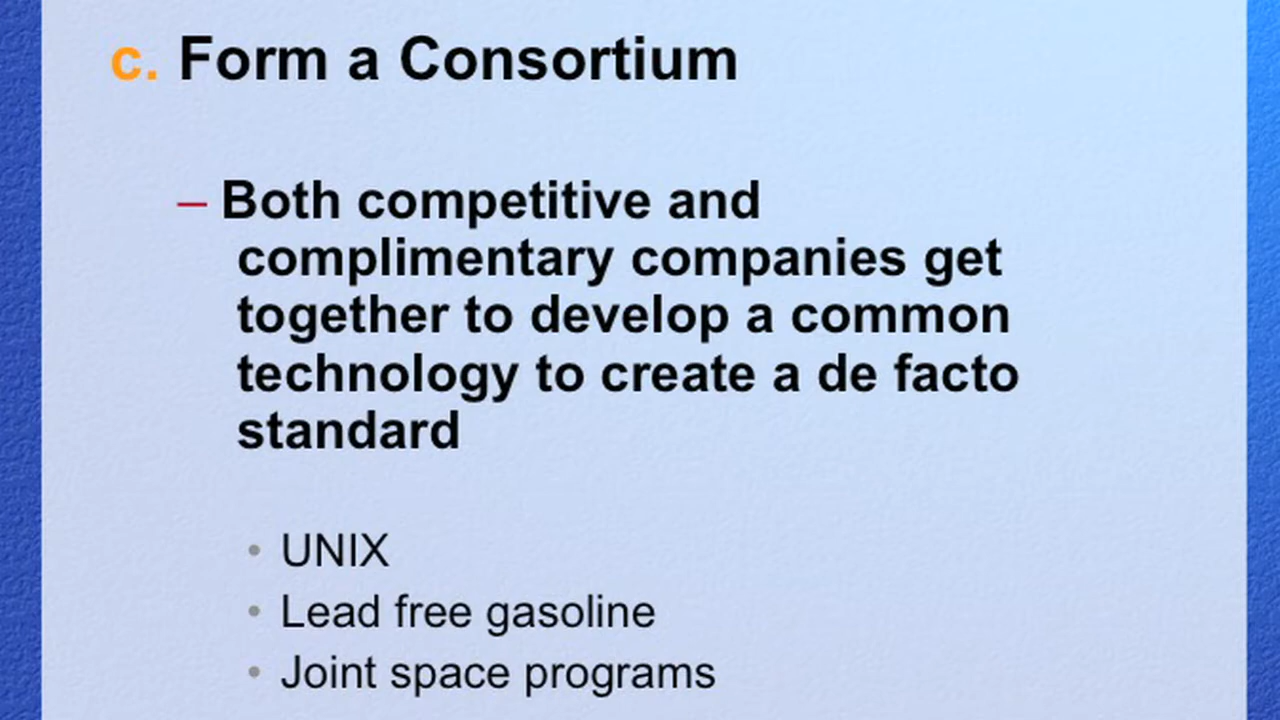 c. Form a Consortium
– Both competitive and
complimentary companies get
together to develop a common
technology to create a de facto
standard
• UNIX
• Lead free gasoline
• Joint space programs